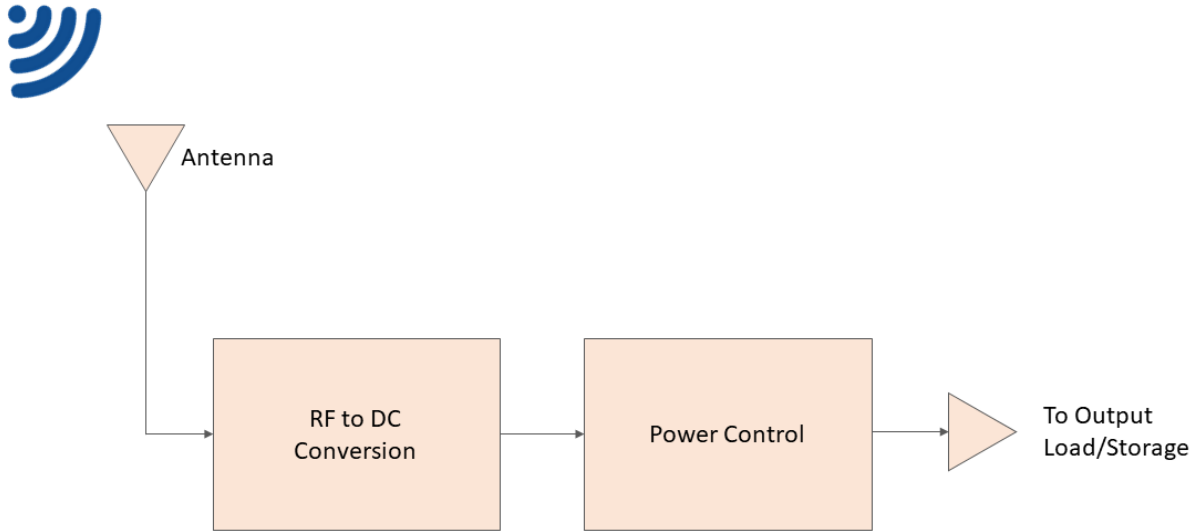 Antenna
RF to DC
Conversion
Power Control
To Output
Load/Storage